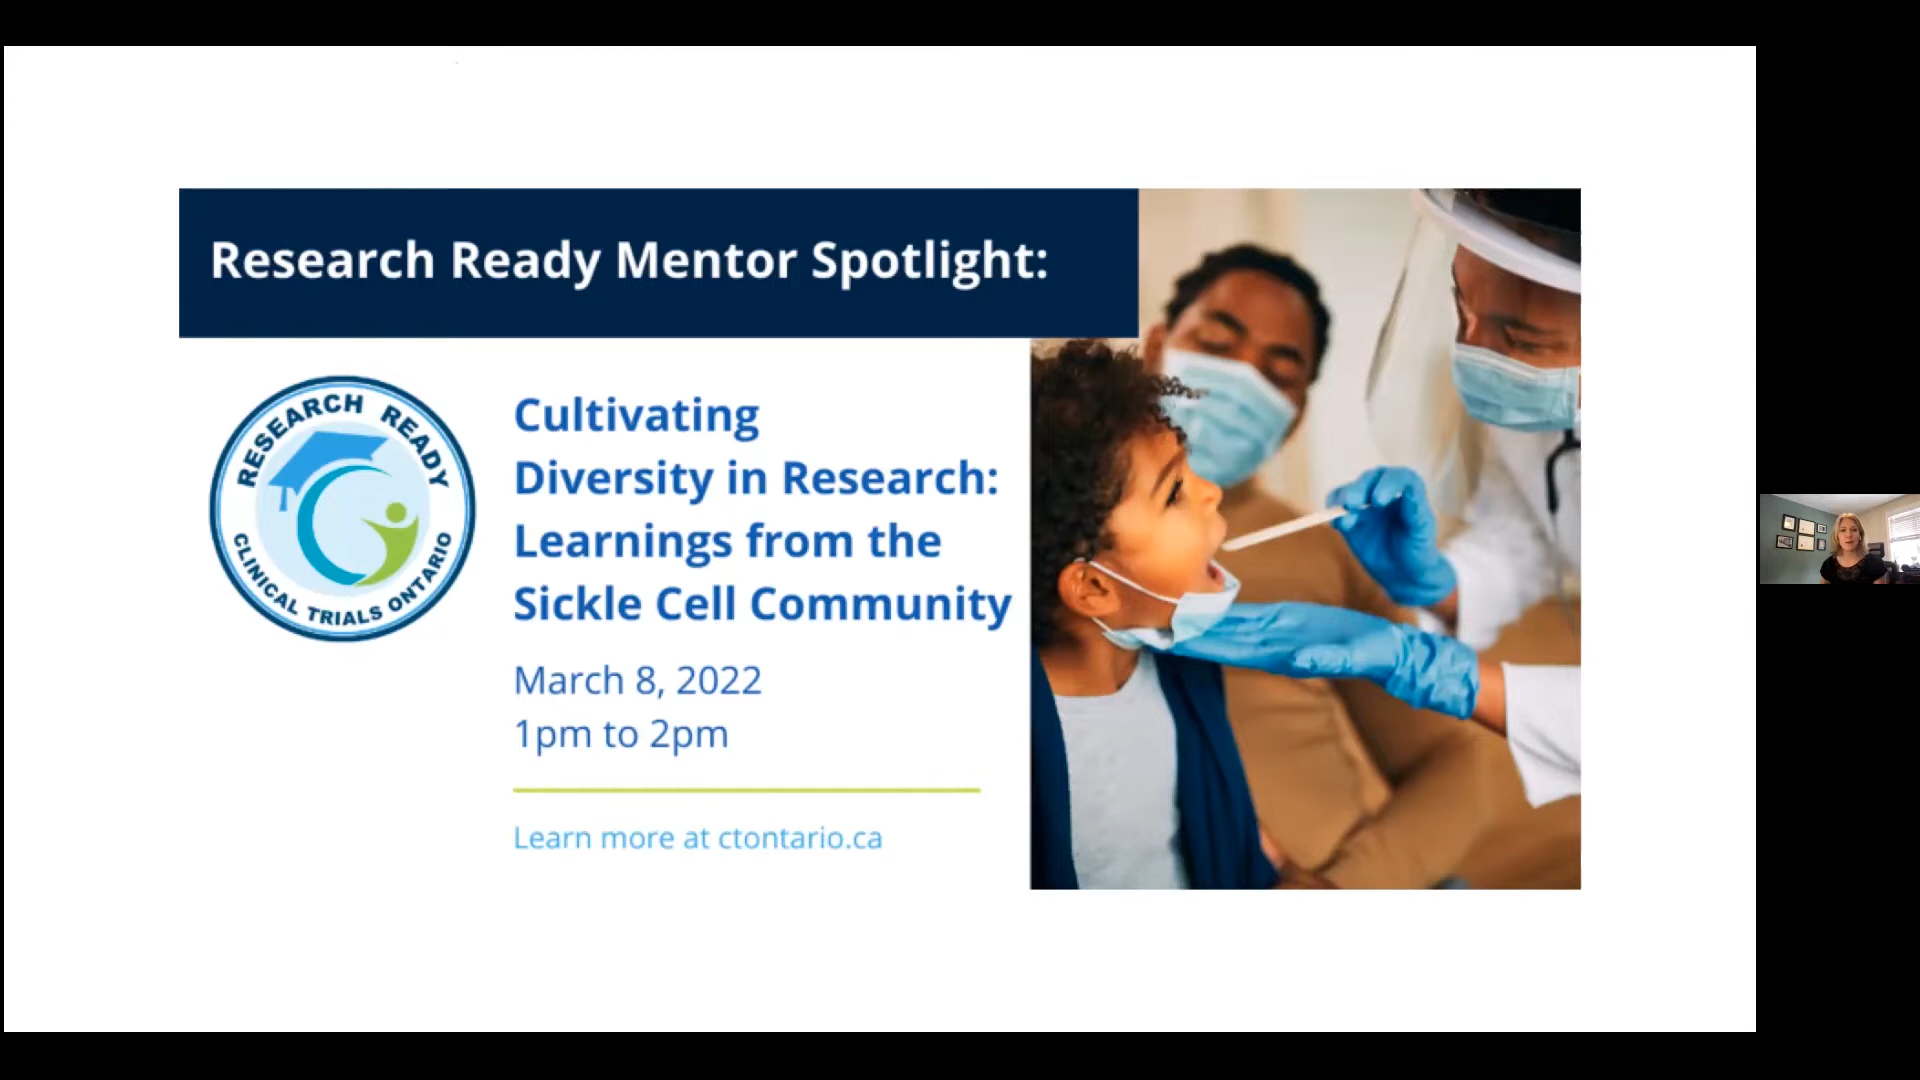 Research Ready Mentor Spotlight:
RESEARCH READY
CLINICAL TRIALS ONTARIO
Cultivating
Diversity in Research:
Learnings from the
Sickle Cell Community
March 8, 2022
1pm to 2pm
Learn more at ctontario.ca